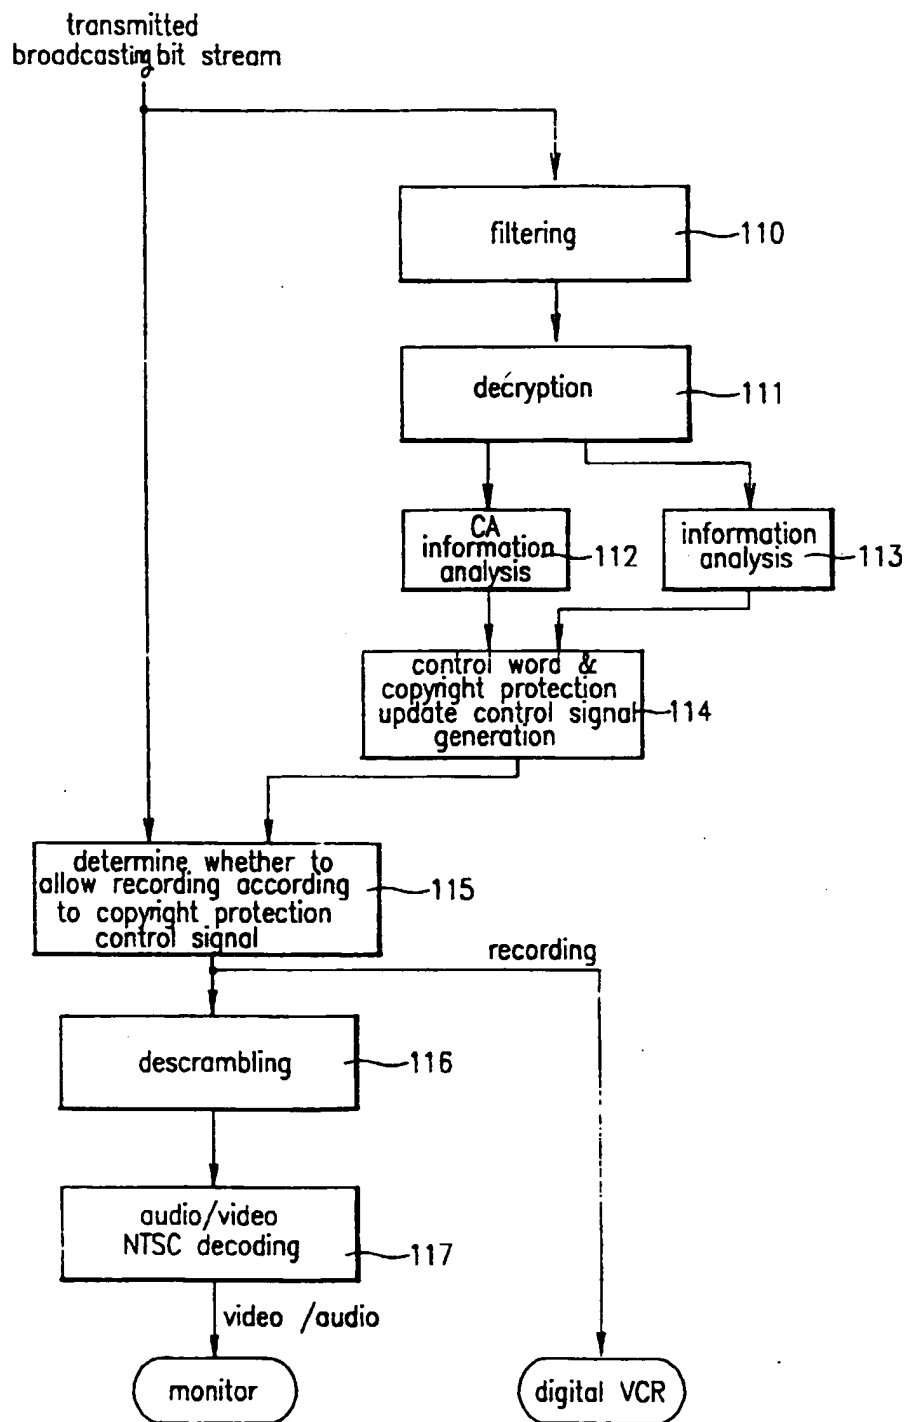 transmitted
broadcasting bit stream
filtering
110
decryption
111
CA
information
analysis
112
information
analysis
113
control word &
copyright protection
update control signal
generation
114
determine whether to
allow recording according
to copyright protection
control signal
115
recording
descrambling
116
audio/video
NTSC decoding
117
video /audio
monitor
digital VCR